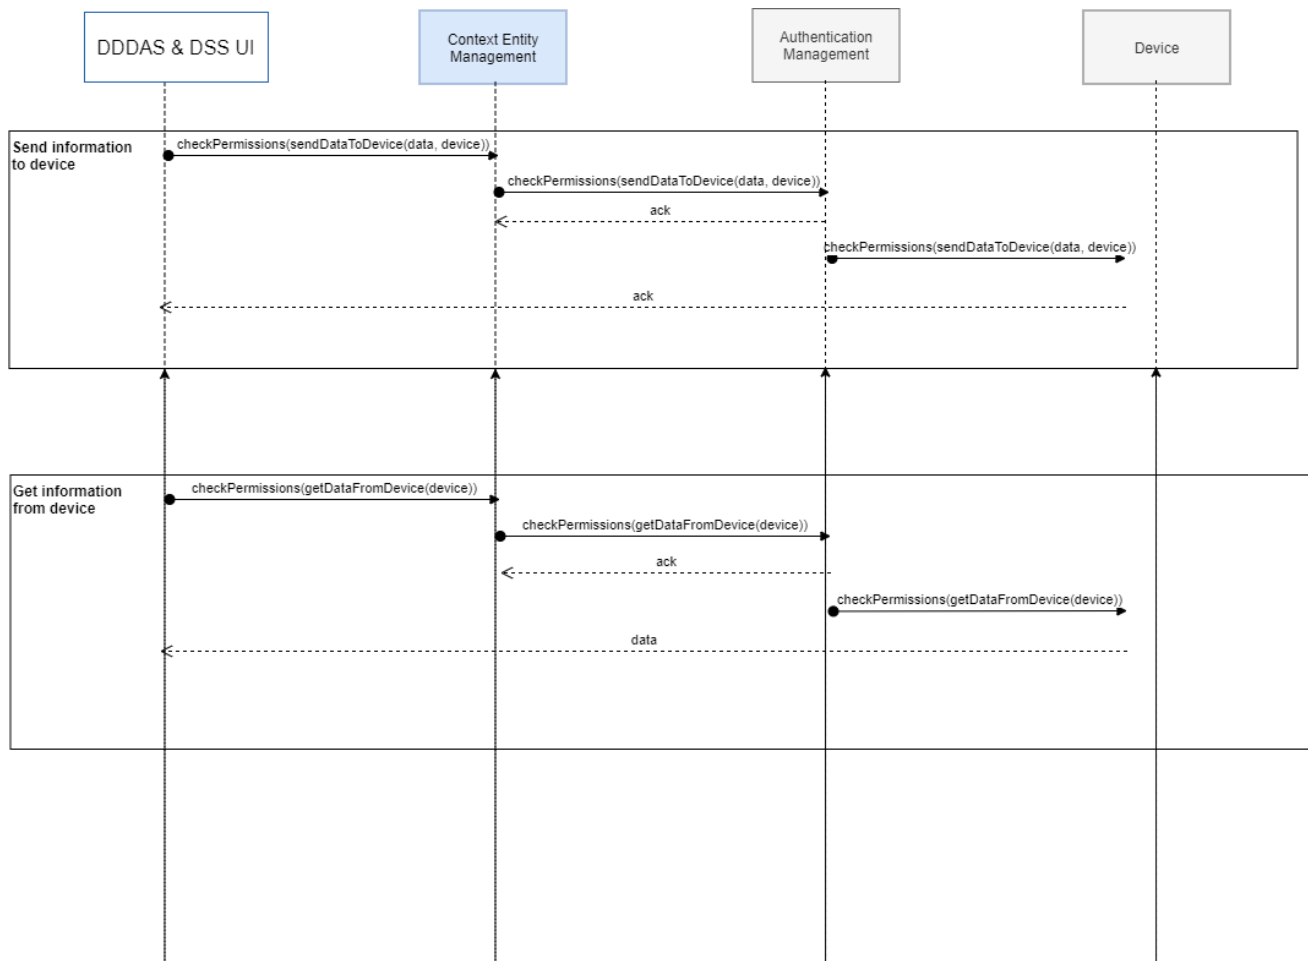 DDDAS & DSS UI
Context Entity
Management
Authentication
Management
Device
Send information
to device
checkPermissions(sendDataToDevice(data, device))
checkPermissions(sendDataToDevice(data, device))
ack
checkPermissions(sendDataToDevice(data, device))
ack
Get information
from device
checkPermissions(getDataFromDevice(device))
checkPermissions(getDataFromDevice(device))
ack
checkPermissions(getDataFromDevice(device))
data